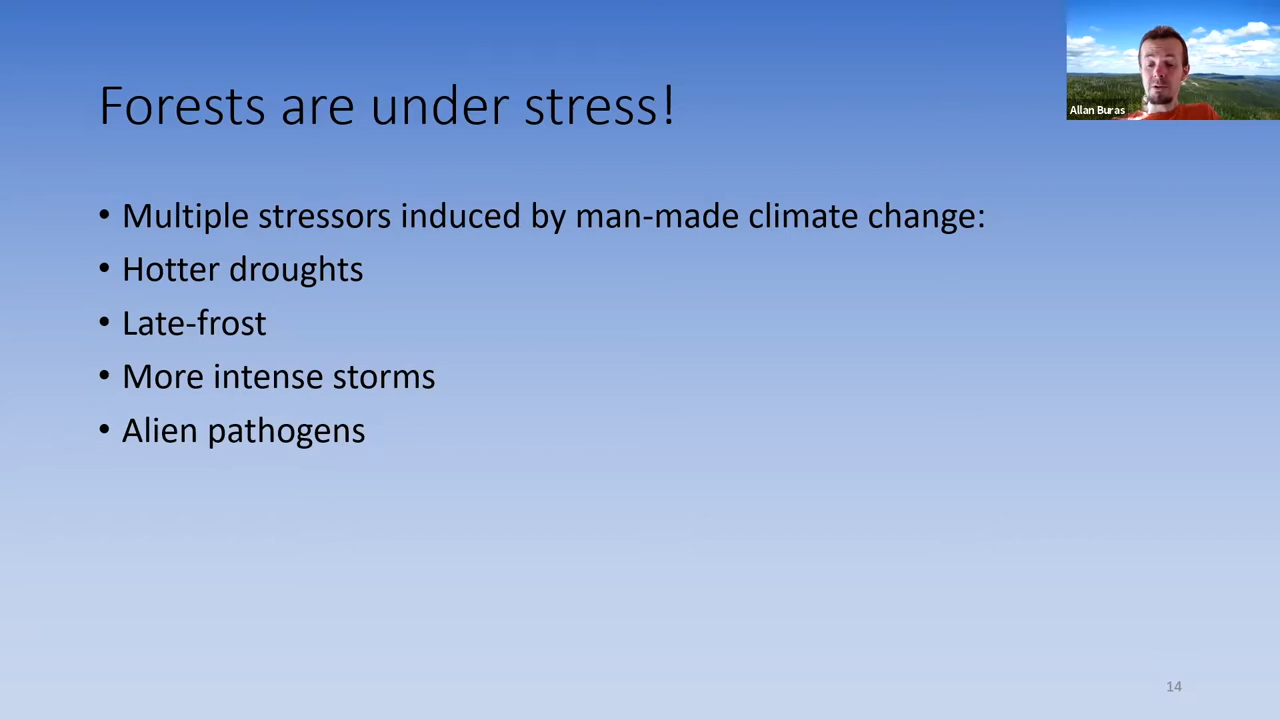 Forests are under stress!
Allan Buras
• Multiple stressors induced by man-made climate change:
• Hotter droughts
• Late-frost
• More intense storms
• Alien pathogens
14